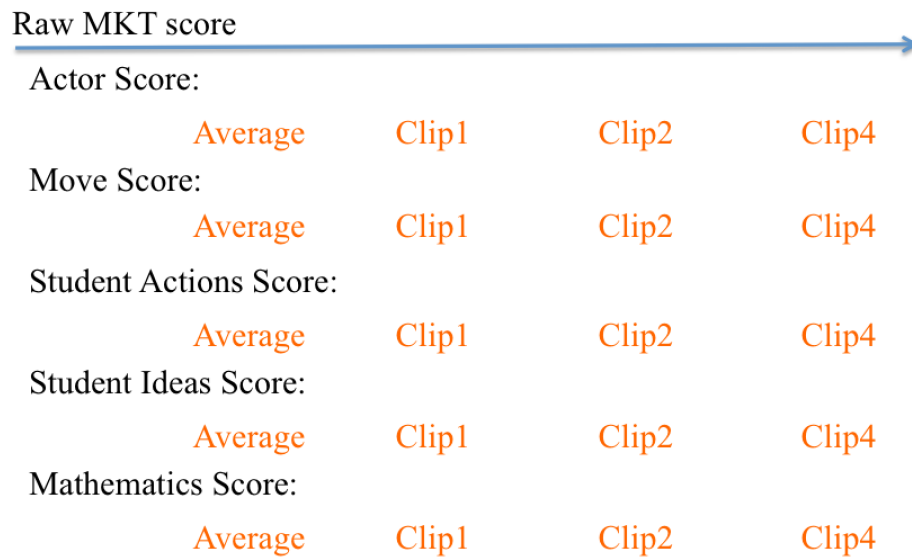 Raw MKT score
Actor Score:
Average Clip1 Clip2 Clip4
Move Score:
Average Clip1 Clip2 Clip4
Student Actions Score:
Average Clip1 Clip2 Clip4
Student Ideas Score:
Average Clip1 Clip2 Clip4
Mathematics Score:
Average Clip1 Clip2 Clip4